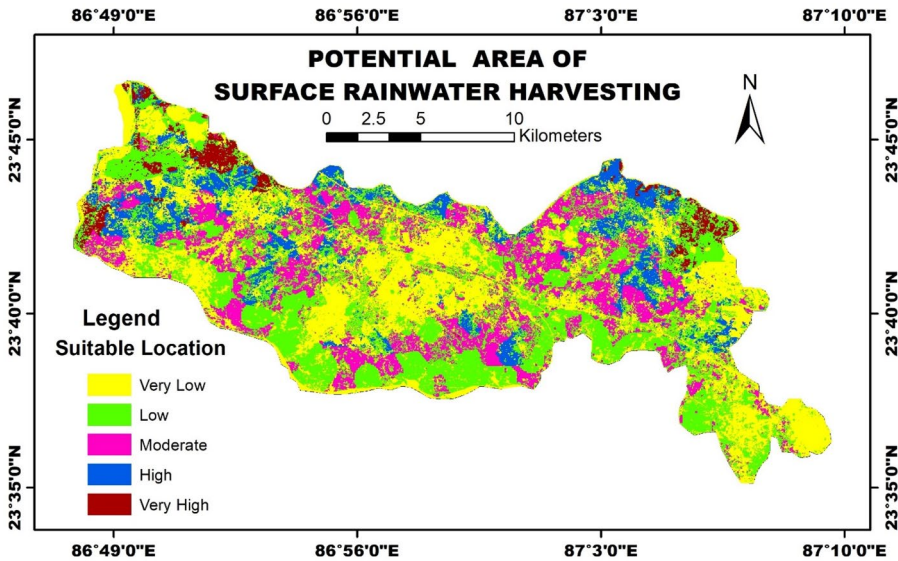 86°49'0"E 86°56'0"E 87°3'0"E 87°10'0"E
POTENTIAL AREA OF
SURFACE RAINWATER HARVESTING
N
0 2.5 5 10
Kilometers
23°45'0"N 23°45'0"N
23°40'0"N 23°40'0"N
Legend
Suitable Location
Very Low
Low
Moderate
High
Very High
23°35'0"N 23°35'0"N
86°49'0"E 86°56'0"E 87°3'0"E 87°10'0"E